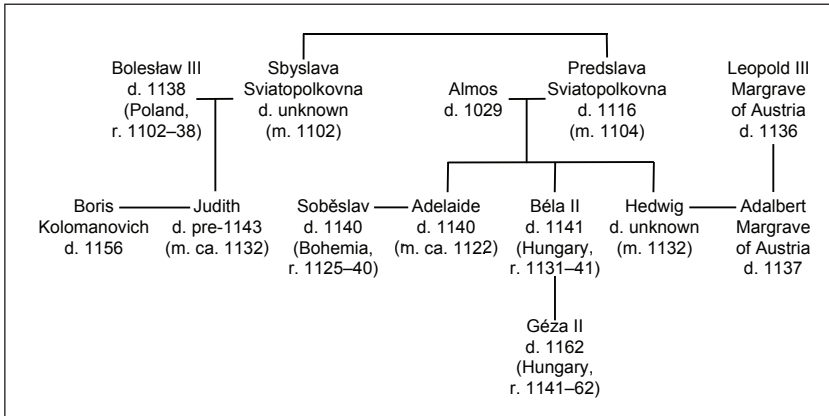 Bolesław III
d. 1138
(Poland,
r. 1102–38)
Sbyslava
Sviatopolkovna
d. unknown
(m. 1102)
Almos
d. 1029
Predslava
Sviatopolkovna
d. 1116
(m. 1104)
Leopold III
Margrave
of Austria
d. 1136
Boris
Kolomanovich
d. 1156
Judith
d. pre-1143
(m. ca. 1132)
Soběslav
d. 1140
(Bohemia,
r. 1125–40)
Adelaide
d. 1140
(m. ca. 1122)
Béla II
d. 1141
(Hungary,
r. 1131–41)
Hedwig
d. unknown
(m. 1132)
Adalbert
Margrave
of Austria
d. 1137
Géza II
d. 1162
(Hungary,
r. 1141–62)